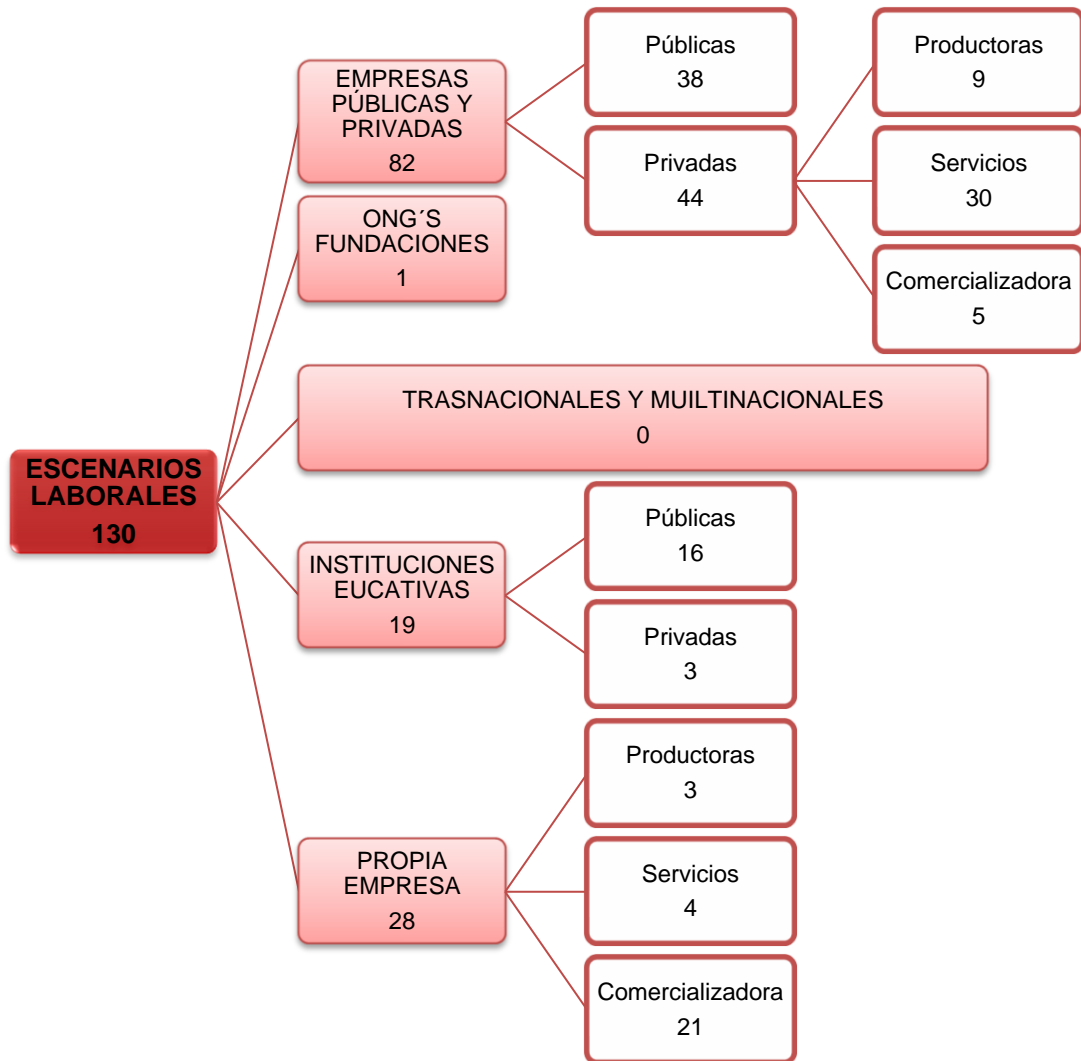 EMPRESAS
PÚBLICAS Y
PRIVADAS
82
Públicas
38
Privadas
44
Productoras
9
Servicios
30
Comercializadora
5
ONG´S
FUNDACIONES
1
TRASNACIONALES Y MUILTINACIONALES
0
ESCENARIOS
LABORALES
130
INSTITUCIONES
EUCATIVAS
19
Públicas
16
Privadas
3
PROPIA
EMPRESA
28
Productoras
3
Servicios
4
Comercializadora
21